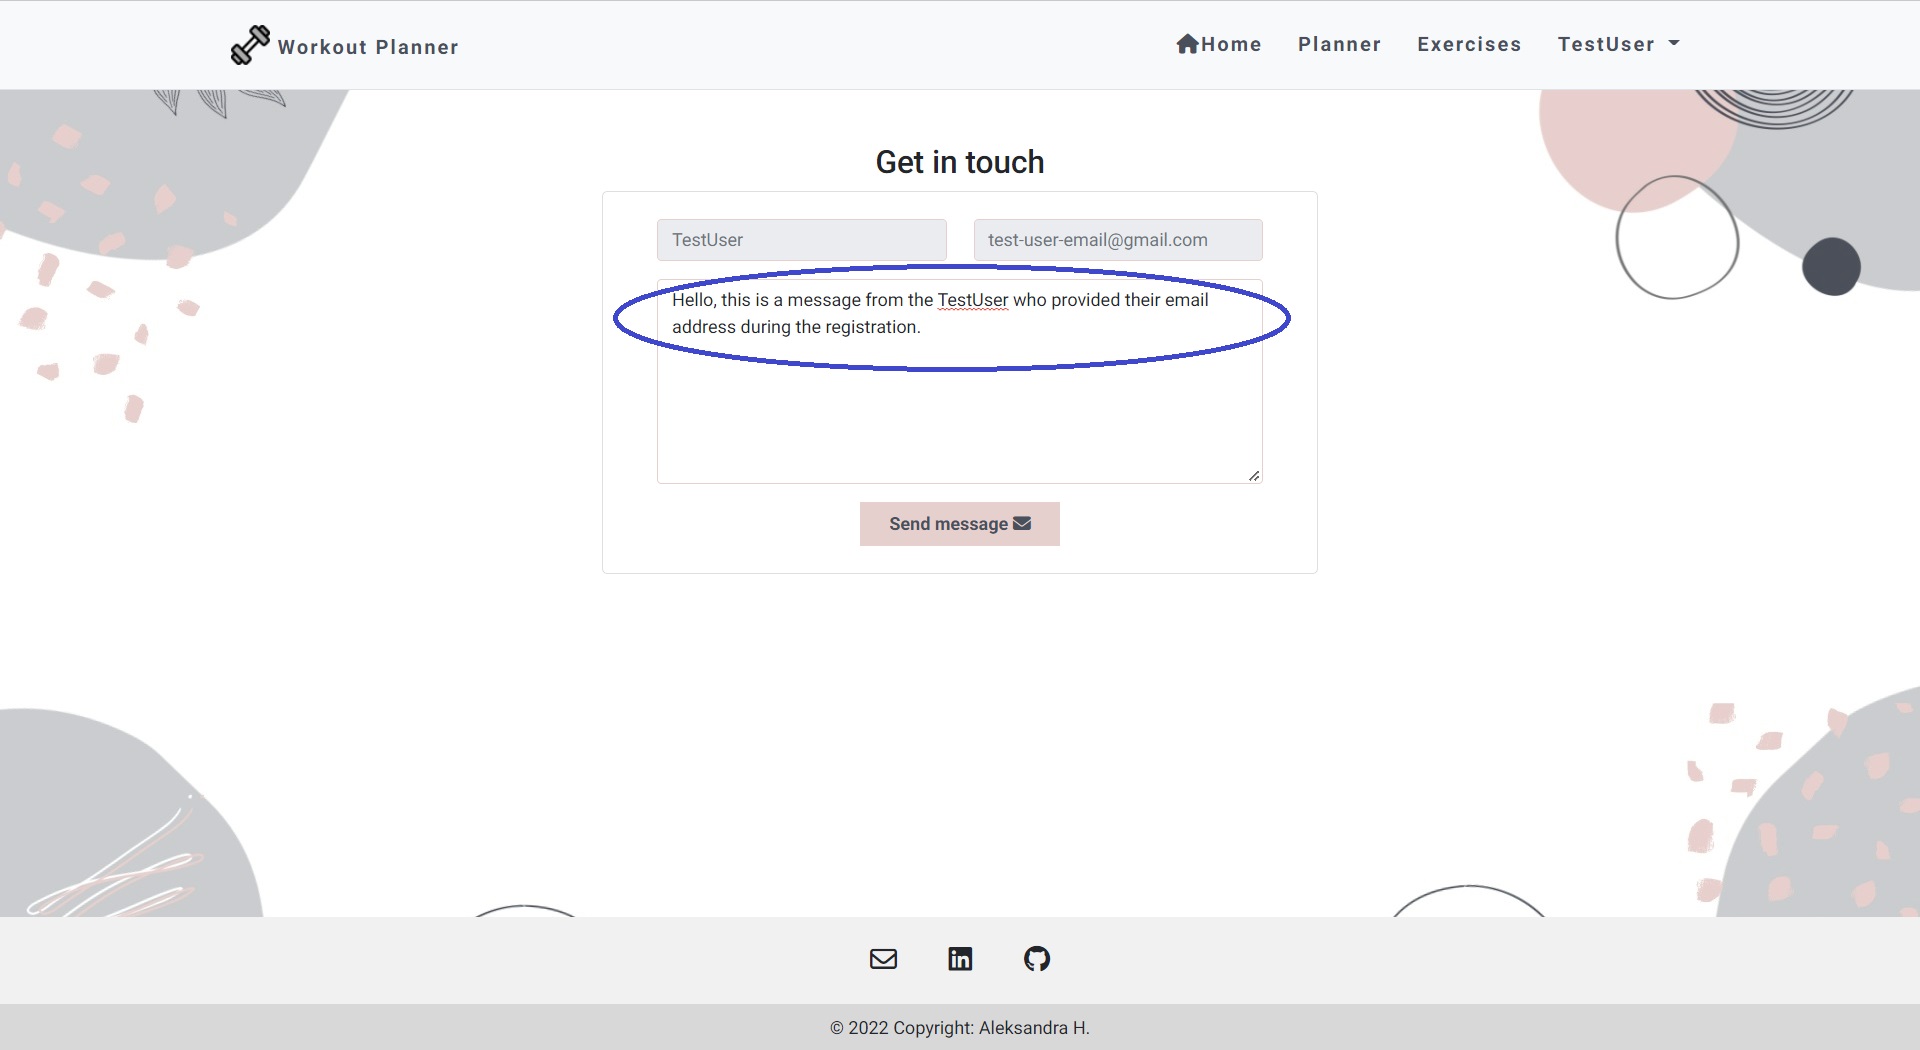 Workout Planner
Home Planner Exercises TestUser
Get in touch
TestUser test-user-email@gmail.com
Hello, this is a message from the TestUser who provided their email
address during the registration.
Send message
© 2022 Copyright: Aleksandra H.